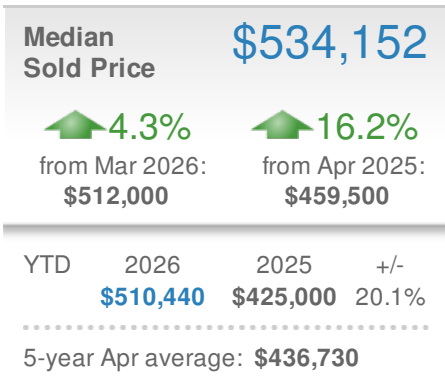 Median $534,152
Sold Price
4.3% 16.2%
from Mar 2026: from Apr 2025:
$512,000 $459,500
YTD 2026 2025 +/-
$510,440 $425,000 20.1%
5-year Apr average: $436,730